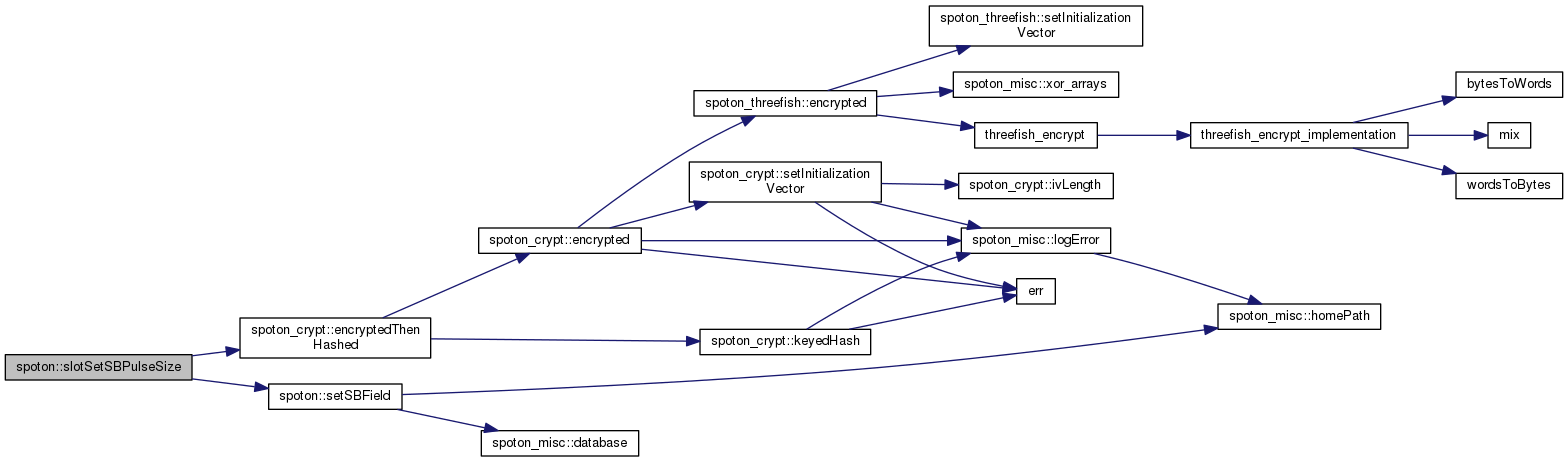 spoton_threefish::setInitialization
Vector
spoton_misc::xor_arrays
bytesToWords
spoton_threefish::encrypted
threefish_encrypt
threefish_encrypt_implementation
mix
spoton_crypt::setInitialization
Vector
spoton_crypt::ivLength
wordsToBytes
spoton_crypt::encrypted
spoton_misc::logError
err
spoton_crypt::encryptedThen
Hashed
spoton_misc::homePath
spoton_crypt::keyedHash
spoton::slotSetSBPulseSize
spoton::setSBField
spoton_misc::database